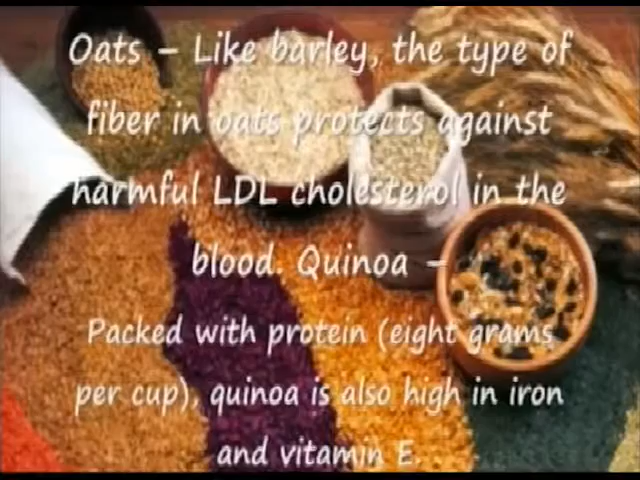 Oats – Like barley, the type of
fiber in oats protects against
harmful LDL cholesterol in the
blood. Quinoa –
Packed with protein (eight grams
per cup), quinoa is also high in iron
and vitamin E.